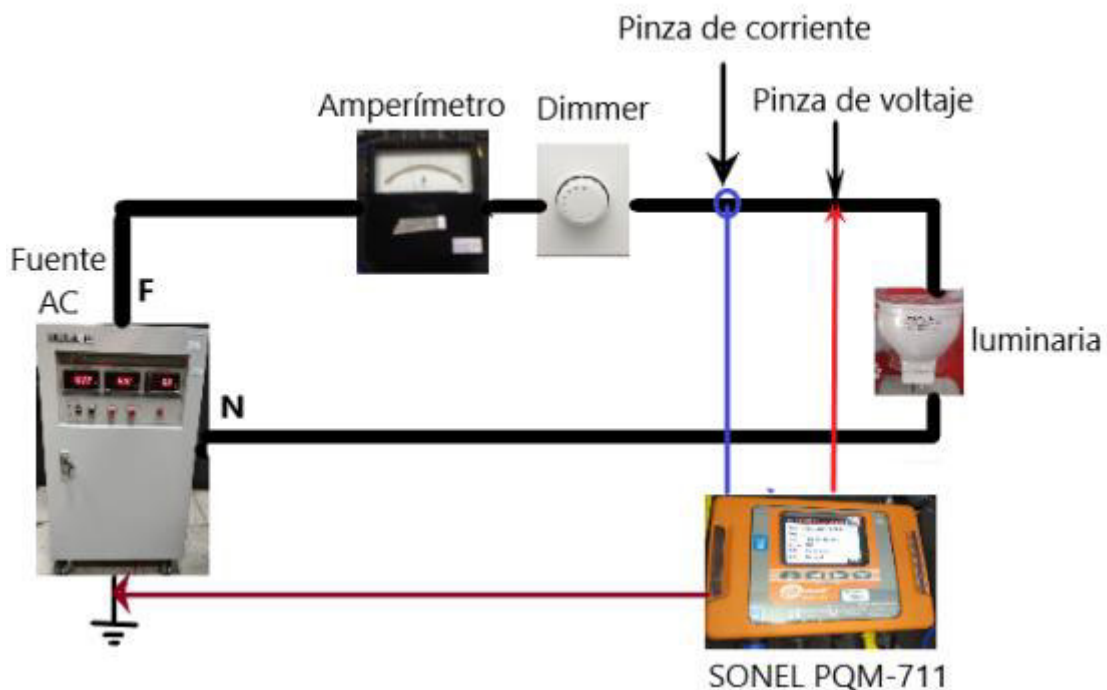 Pinza de corriente
Amperímetro
Dimmer
Pinza de voltaje
Fuente
AC
F
N
luminaria
SONEL PQM-711